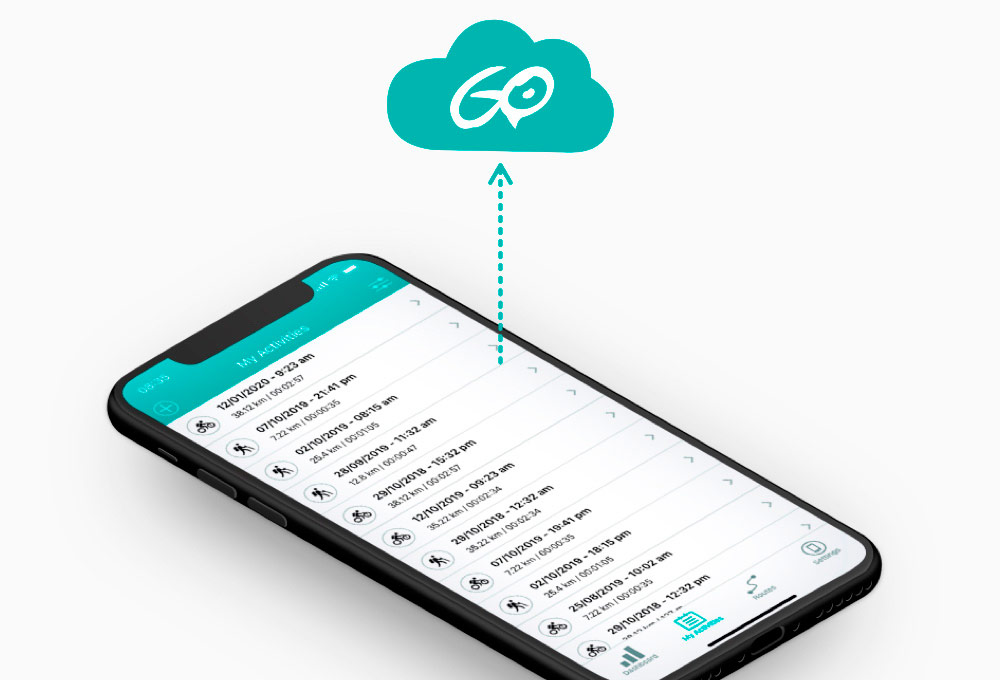 GO
08:35
My Activities
12/01/2020 - 9:23 am
38.12 km / 00:02:57
07/10/2019 - 21:41 pm
7.22 km / 00:00:35
02/10/2019 - 08:15 am
25.4 km / 00:01:05
28/09/2019 - 11:32 am
12.8 km / 00:00:47
29/10/2018 - 15:32 pm
38.12 km / 00:02:57
12/10/2019 - 09:23 am
35.22 km / 00:02:34
29/10/2018 - 12:32 am
35.22 km / 00:02:34
07/10/2019 - 19:41 pm
7.22 km / 00:00:35
02/10/2019 - 18:15 pm
25.4 km / 00:01:05
25/08/2019 - 10:02 am
7.22 km / 00:00:35
29/10/2018 - 12:32 pm
Dashboard
My Activities
Routes
Settings